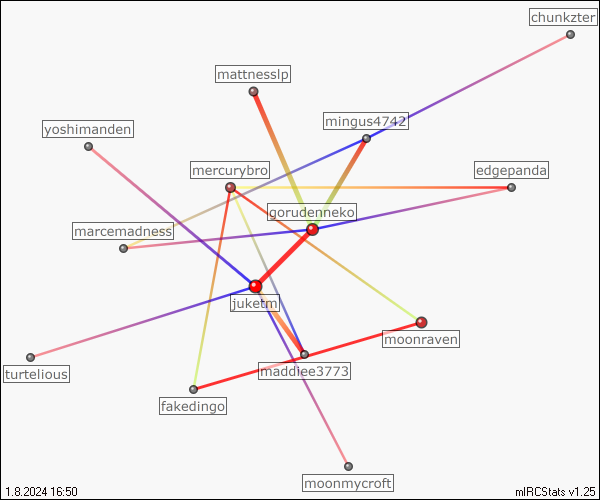 chunkzter
mattnesslp
mingus4742
yoshimanden
mercurybro
edgepanda
gorudenneko
marcemadness
juketm
moonraven
maddiee3773
turtelious
fakedingo
moonmycroft
1.8.2024 16:50
mIRCStats v1.25